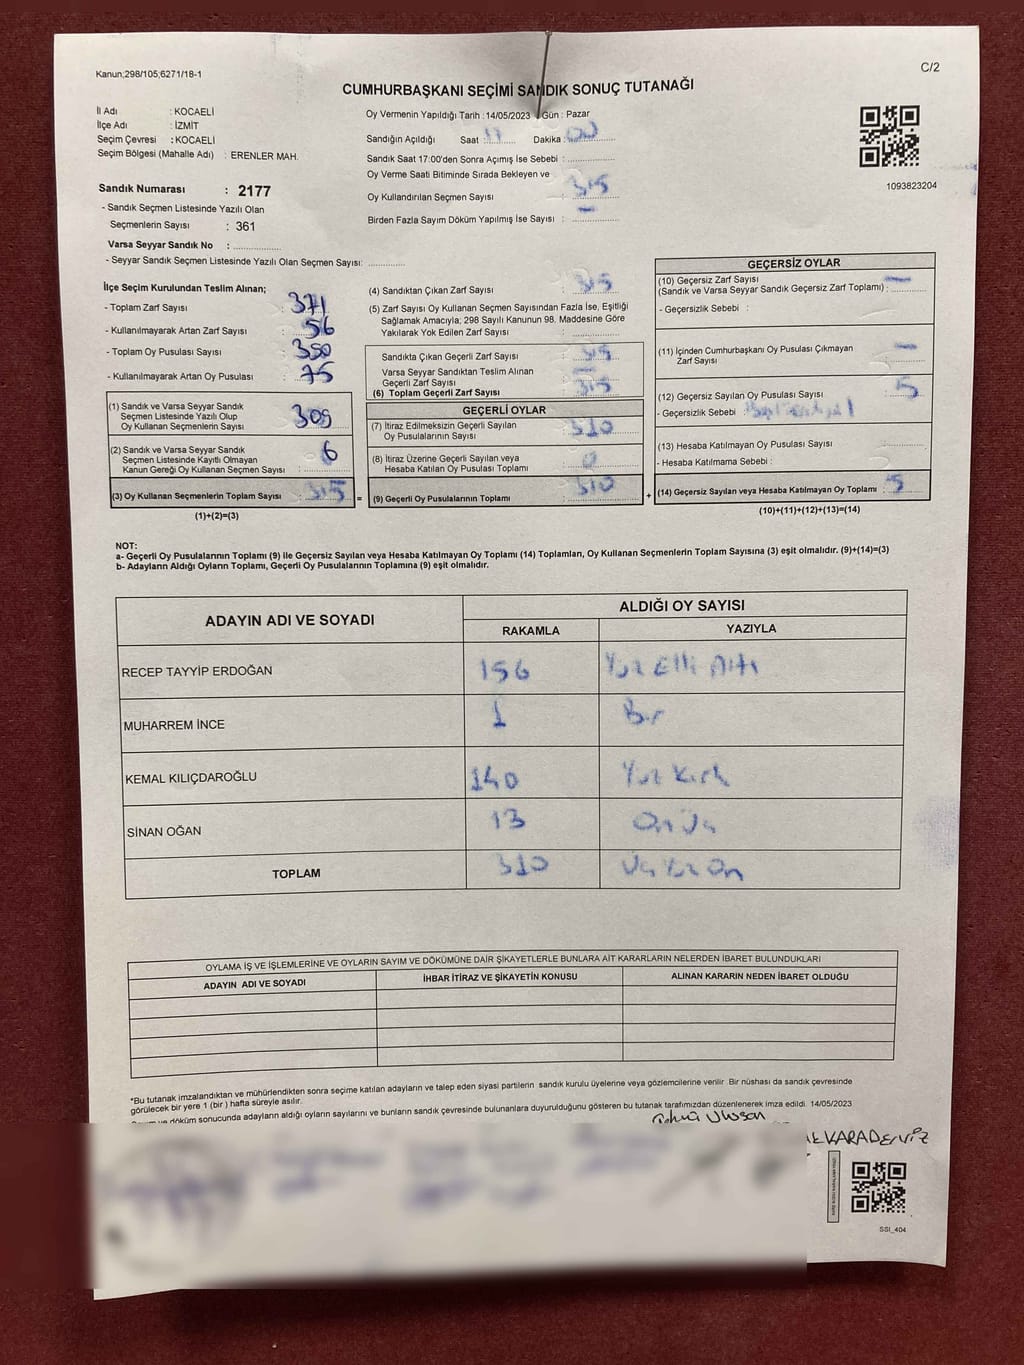 Kanun;298/105;6271/18-1
C/2
CUMHURBAŞKANI SEÇİMİ SANDIK SONUÇ TUTANAĞI
İl Adı : KOCAELİ
İlçe Adı : İZMİT
Seçim Çevresi : KOCAELİ
Seçim Bölgesi (Mahalle Adı) : ERENLER MAH.
Sandık Numarası : 2177
- Sandık Seçmen Listesinde Yazılı Olan
Seçmenlerin Sayısı : 361
Varsa Seyyar Sandık No :
- Seyyar Sandık Seçmen Listesinde Yazılı Olan Seçmen Sayısı:
Oy Vermenin Yapıldığı Tarih : 14/05/2023 Gün : Pazar
Sandığın Açıldığı Saat 17 Dakika : 00
Sandık Saat 17:00'den Sonra Açımış İse Sebebi :
Oy Verme Saati Bitiminde Sırada Bekleyen ve
Oy Kullandırılan Seçmen Sayısı : 315
Birden Fazla Sayım Döküm Yapılmış İse Sayısı : -
1093823204
İlçe Seçim Kurulundan Teslim Alınan;
- Toplam Zarf Sayısı : 371
- Kullanılmayarak Artan Zarf Sayısı : 56
- Toplam Oy Pusulası Sayısı : 350
- Kullanılmayarak Artan Oy Pusulası : 75
(1) Sandık ve Varsa Seyyar Sandık
Seçmen Listesinde Yazılı Olup
Oy Kullanan Seçmenlerin Sayısı : 309
(2) Sandık ve Varsa Seyyar Sandık
Seçmen Listesinde Kayıtlı Olmayan
Kanun Gereği Oy Kullanan Seçmen Sayısı : 6
(3) Oy Kullanan Seçmenlerin Toplam Sayısı : 315
(1)+(2)=(3)
(4) Sandıktan Çıkan Zarf Sayısı : 315
(5) Zarf Sayısı Oy Kullanan Seçmen Sayısından Fazla İse, Eşitliği
Sağlamak Amacıyla; 298 Sayılı Kanunun 98. Maddesine Göre
Yakılarak Yok Edilen Zarf Sayısı :
Sandıkta Çıkan Geçerli Zarf Sayısı : 315
Varsa Seyyar Sandıktan Teslim Alınan
Geçerli Zarf Sayısı : -
(6) Toplam Geçerli Zarf Sayısı : 315
=
GEÇERLİ OYLAR
(7) İtiraz Edilmeksizin Geçerli Sayılan
Oy Pusulalarının Sayısı : 310
(8) İtiraz Üzerine Geçerli Sayılan veya
Hesaba Katılan Oy Pusulası Toplamı : 0
(9) Geçerli Oy Pusulalarının Toplamı : 310
+
GEÇERSİZ OYLAR
(10) Geçersiz Zarf Sayısı
(Sandık ve Varsa Seyyar Sandık Geçersiz Zarf Toplamı) : -
- Geçersizlik Sebebi :
(11) İçinden Cumhurbaşkanı Oy Pusulası Çıkmayan
Zarf Sayısı : -
(12) Geçersiz Sayılan Oy Pusulası Sayısı : 5
- Geçersizlik Sebebi :
(13) Hesaba Katılmayan Oy Pusulası Sayısı :
- Hesaba Katılmama Sebebi :
(14) Geçersiz Sayılan veya Hesaba Katılmayan Oy Toplamı : 5
(10)+(11)+(12)+(13)=(14)
NOT:
a- Geçerli Oy Pusulalarının Toplamı (9) ile Geçersiz Sayılan veya Hesaba Katılmayan Oy Toplamı (14) Toplamları, Oy Kullanan Seçmenlerin Toplam Sayısına (3) eşit olmalıdır. (9)+(14)=(3)
b- Adayların Aldığı Oyların Toplamı, Geçerli Oy Pusulalarının Toplamına (9) eşit olmalıdır.
ADAYIN ADI VE SOYADI
ALDIĞI OY SAYISI
RAKAMLA YAZIYLA
RECEP TAYYİP ERDOĞAN 156 Yüz Elli Altı
MUHARREM İNCE 1 Bir
KEMAL KILIÇDAROĞLU 140 Yüz Kırk
SİNAN OĞAN 13 On Üç
TOPLAM 310 Üç Yüz On
OYLAMA İŞ VE İŞLEMLERİNE VE OYLARIN SAYIM VE DÖKÜMÜNE DAİR ŞİKAYETLERLE BUNLARA AİT KARARLARIN NELERDEN İBARET BULUNDUKLARI
ADAYIN ADI VE SOYADI İHBAR İTİRAZ VE ŞİKAYETİN KONUSU ALINAN KARARIN NEDEN İBARET OLDUĞU
*Bu tutanak imzalandıktan ve mühürlendikten sonra seçime katılan adayların ve talep eden siyasi partilerin sandık kurulu üyelerine veya gözlemcilerine verilir. Bir nüshası da sandık çevresinde
görülecek bir yere 1 (bir) hafta süreyle asılır.
ve döküm sonucunda adayların aldığı oyların sayılarını ve bunların sandık çevresinde bulunanlara duyurulduğunu gösteren bu tutanak tarafımızdan düzenlenerek imza edildi. 14/05/2023
KARADENİZ
SSI_404